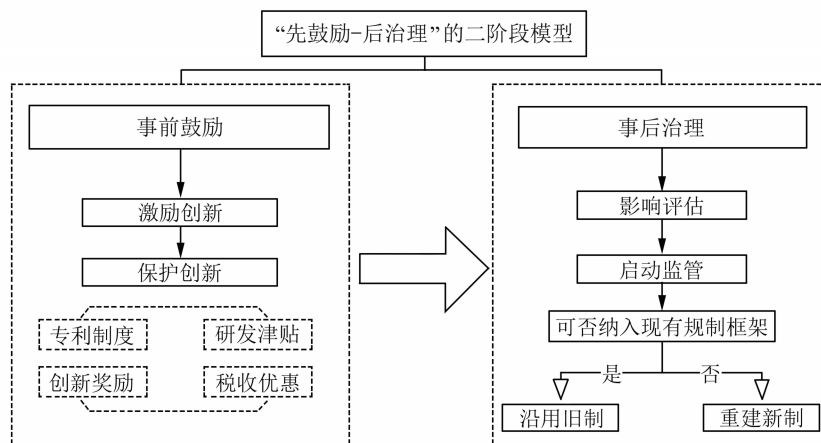 “先鼓励-后治理”的二阶段模型
事前鼓励
激励创新
保护创新
专利制度
研发津贴
创新奖励
税收优惠
事后治理
影响评估
启动监管
可否纳入现有规制框架
是
否
沿用旧制
重建新制